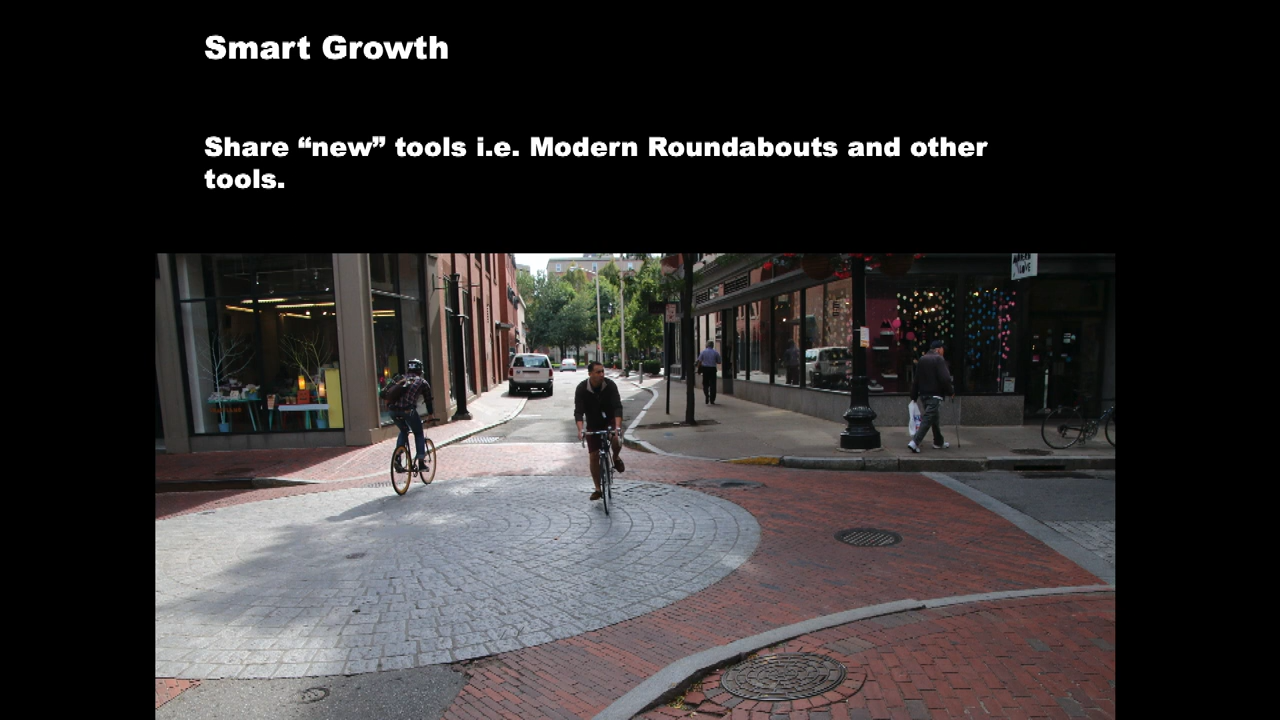 Smart Growth
Share “new” tools i.e. Modern Roundabouts and other
tools.